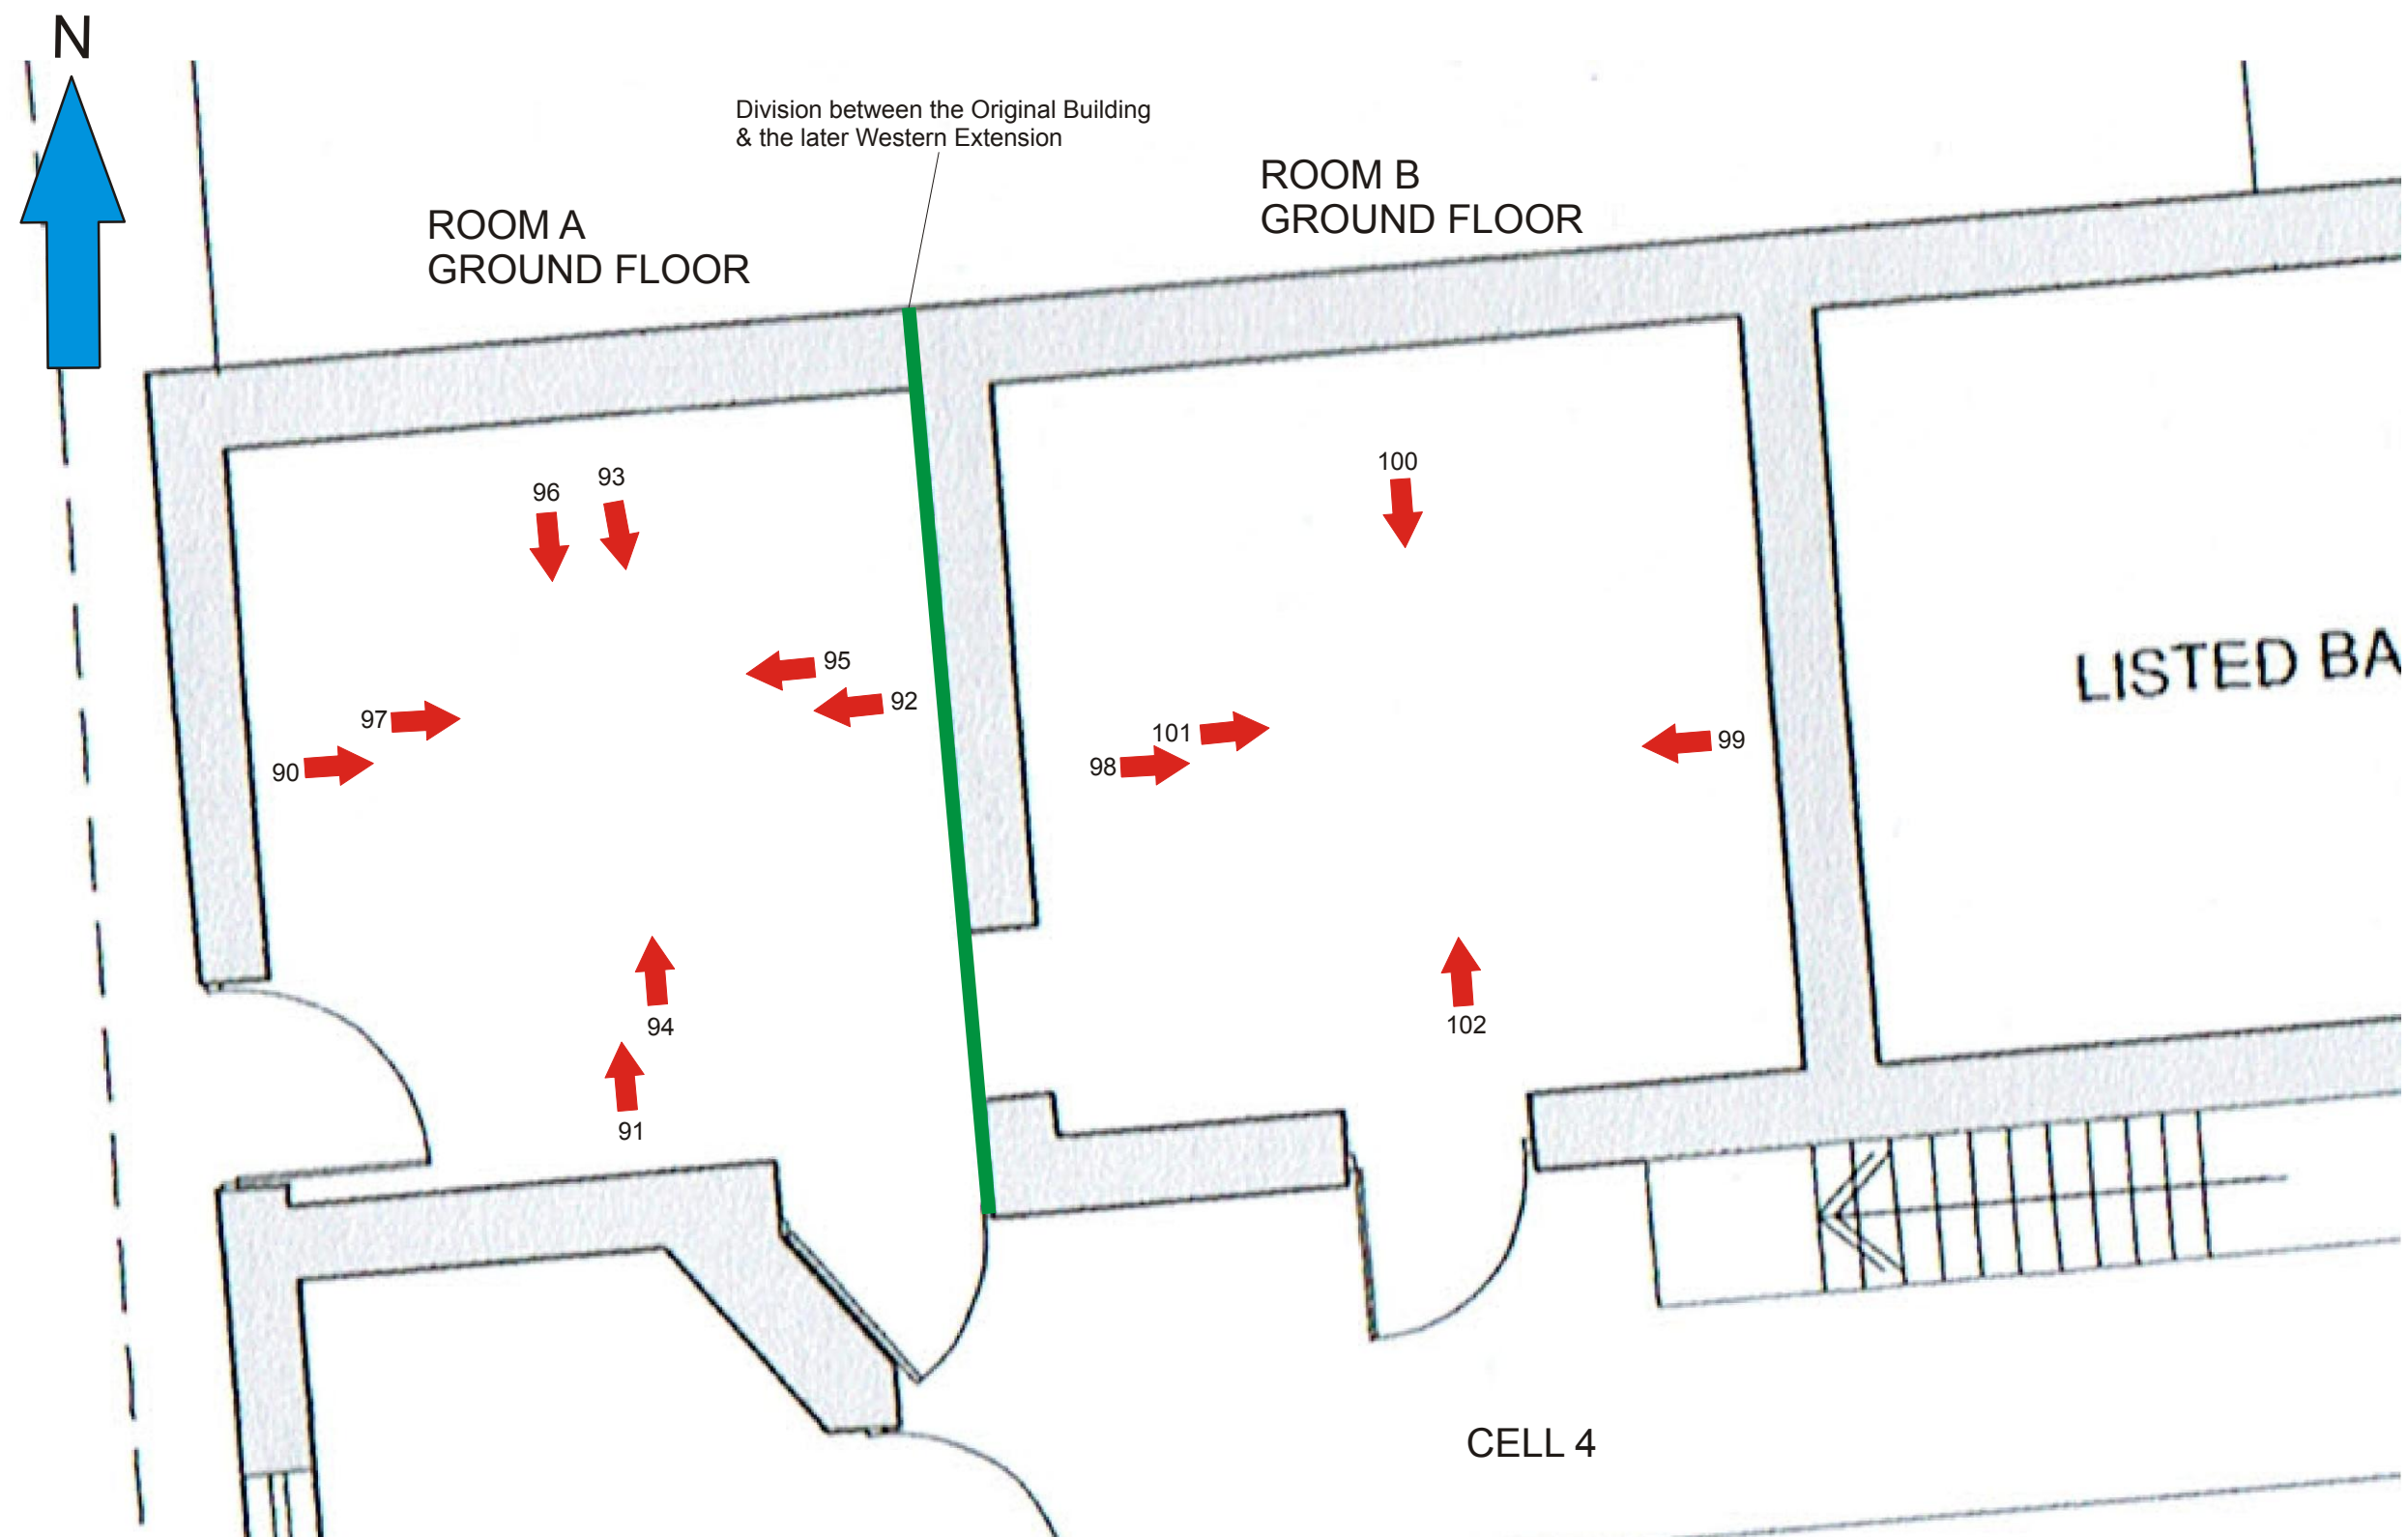 N
Division between the Original Building
& the later Western Extension
ROOM B
GROUND FLOOR
ROOM A
GROUND FLOOR
100
93
96
95
92
97
90
101
98
99
94
91
102
LISTED BA
CELL 4